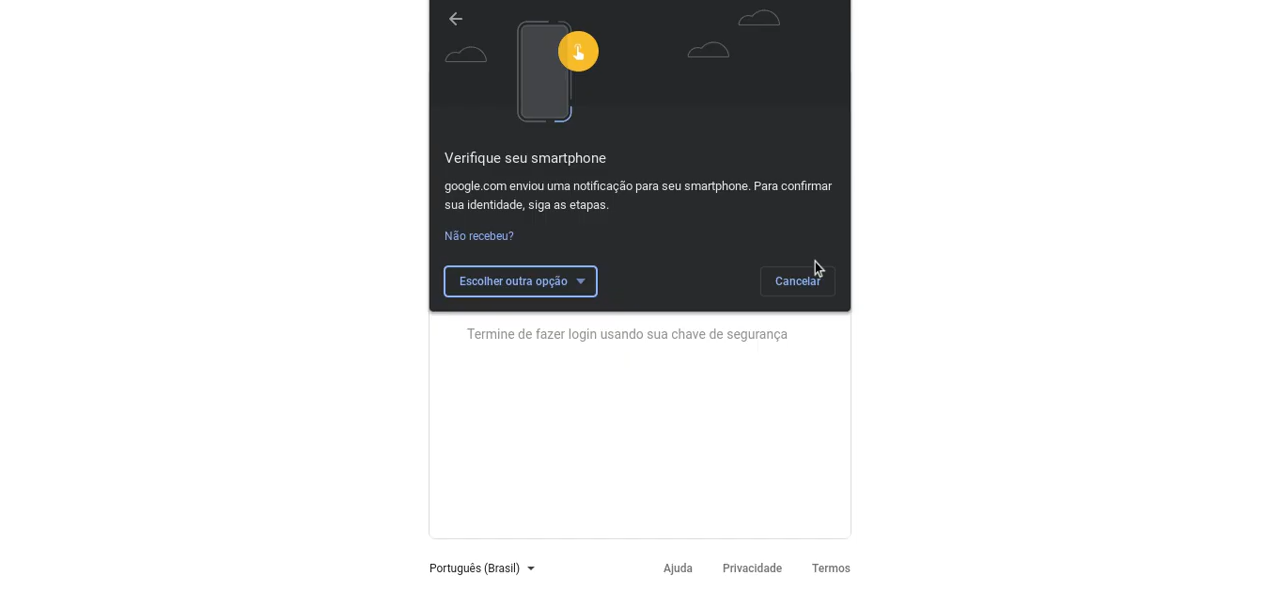 Verifique seu smartphone
google.com enviou uma notificação para seu smartphone. Para confirmar
sua identidade, siga as etapas.
Não recebeu?
Escolher outra opção
Cancelar
Termine de fazer login usando sua chave de segurança
Português (Brasil)
Ajuda
Privacidade
Termos